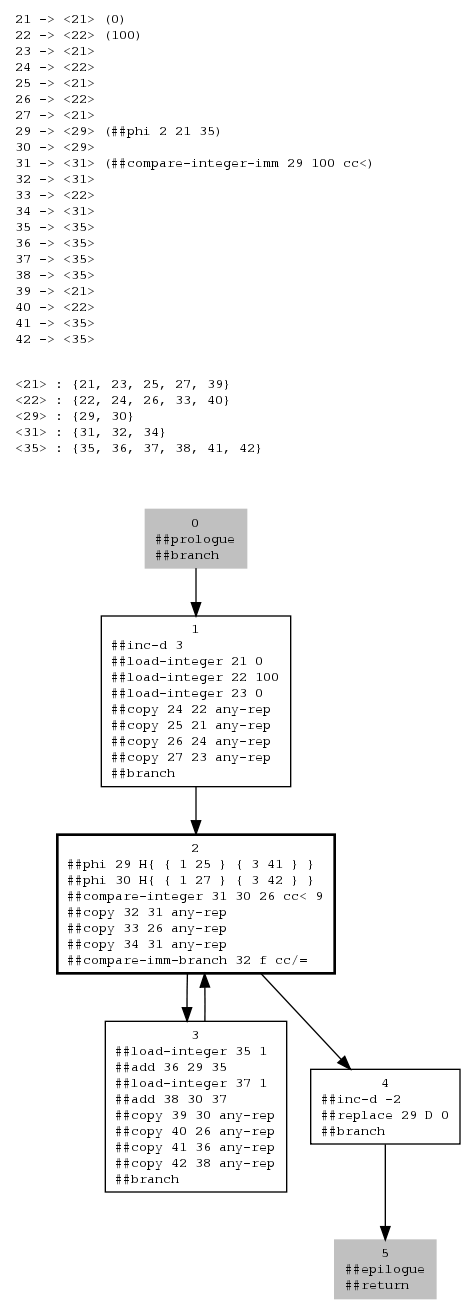 21 -> <21> (0)
22 -> <22> (100)
23 -> <21>
24 -> <22>
25 -> <21>
26 -> <22>
27 -> <21>
29 -> <29> (##phi 2 21 35)
30 -> <29>
31 -> <31> (##compare-integer-imm 29 100 cc<)
32 -> <31>
33 -> <22>
34 -> <31>
35 -> <35>
36 -> <35>
37 -> <35>
38 -> <35>
39 -> <21>
40 -> <22>
41 -> <35>
42 -> <35>
<21> : {21, 23, 25, 27, 39}
<22> : {22, 24, 26, 33, 40}
<29> : {29, 30}
<31> : {31, 32, 34}
<35> : {35, 36, 37, 38, 41, 42}
0
##prologue
##branch
1
##inc-d 3
##load-integer 21 0
##load-integer 22 100
##load-integer 23 0
##copy 24 22 any-rep
##copy 25 21 any-rep
##copy 26 24 any-rep
##copy 27 23 any-rep
##branch
2
##phi 29 H{ { 1 25 } { 3 41 } }
##phi 30 H{ { 1 27 } { 3 42 } }
##compare-integer 31 30 26 cc< 9
##copy 32 31 any-rep
##copy 33 26 any-rep
##copy 34 31 any-rep
##compare-imm-branch 32 f cc/=
3
##load-integer 35 1
##add 36 29 35
##load-integer 37 1
##add 38 30 37
##copy 39 30 any-rep
##copy 40 26 any-rep
##copy 41 36 any-rep
##copy 42 38 any-rep
##branch
4
##inc-d -2
##replace 29 D 0
##branch
5
##epilogue
##return